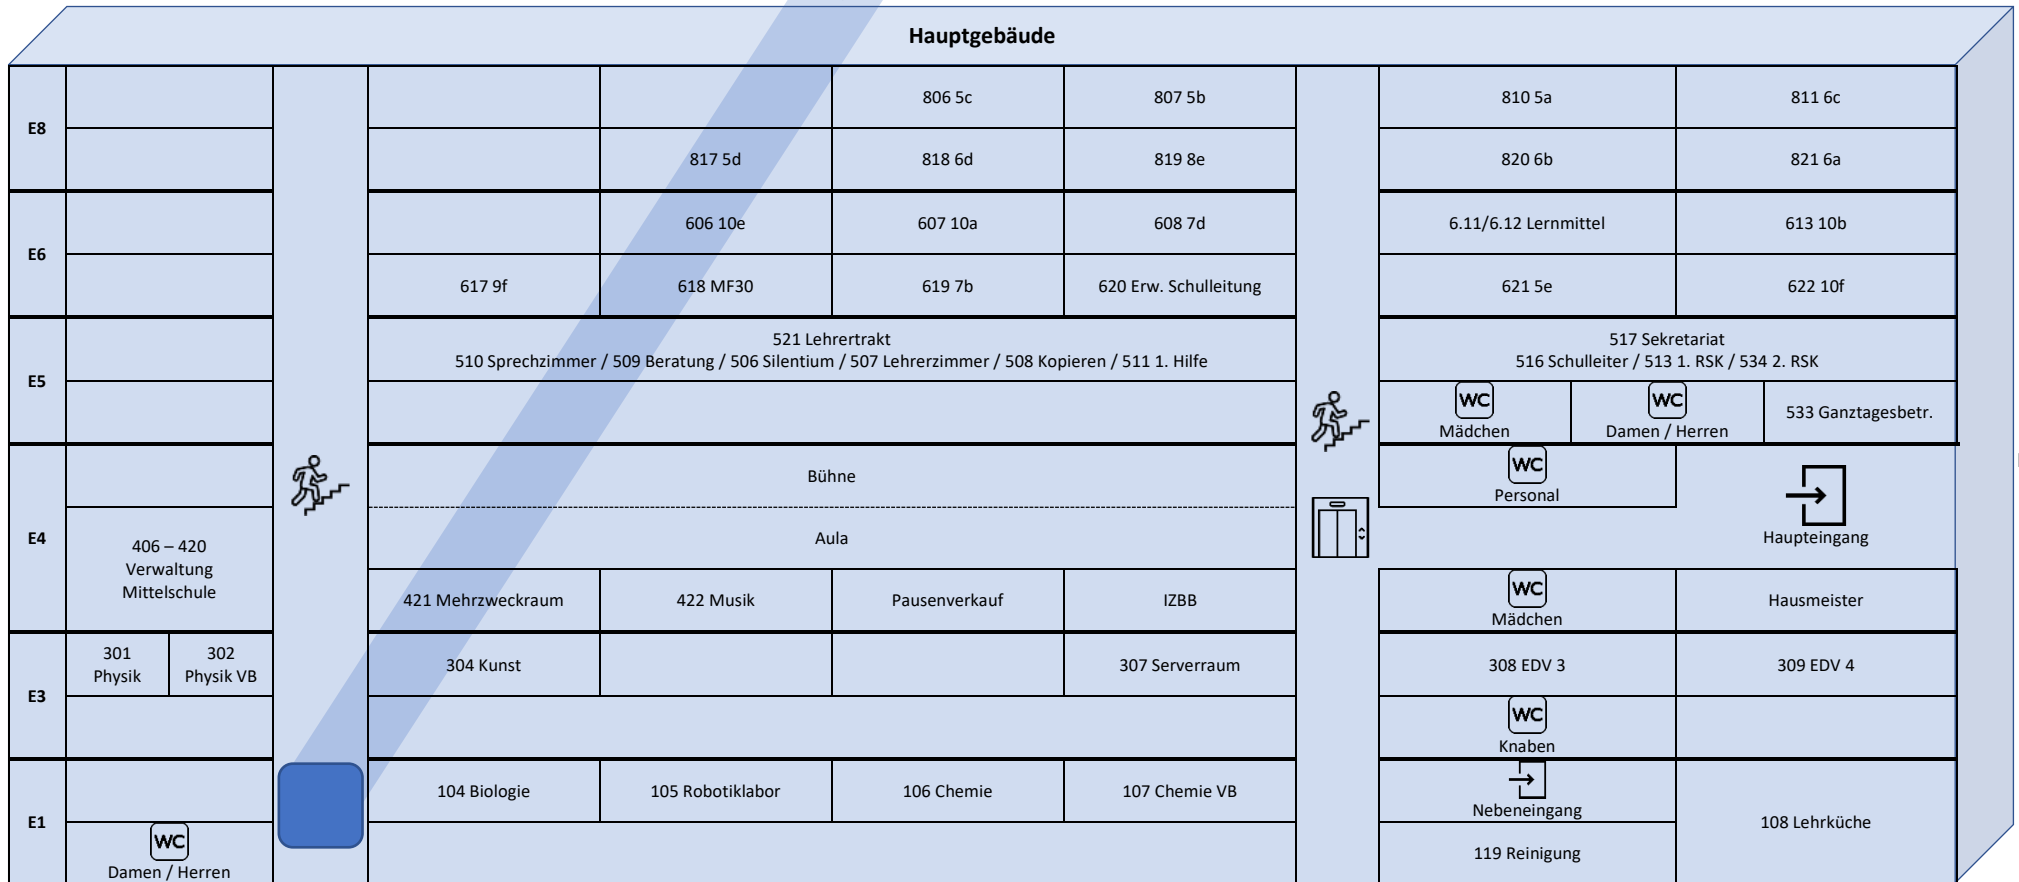 Hauptgebäude
E8
806 5c
807 5b
810 5a
811 6c
817 5d
818 6d
819 8e
820 6b
821 6a
E6
606 10e
607 10a
608 7d
6.11/6.12 Lernmittel
613 10b
617 9f
618 MF30
619 7b
620 Erw. Schulleitung
621 5e
622 10f
E5
521 Lehrertrakt
510 Sprechzimmer / 509 Beratung / 506 Silentium / 507 Lehrerzimmer / 508 Kopieren / 511 1. Hilfe
517 Sekretariat
516 Schulleiter / 513 1. RSK / 534 2. RSK
WC
Mädchen
WC
Damen / Herren
533 Ganztagesbetr.
E4
Bühne
WC
Personal
Haupteingang
406 – 420
Verwaltung
Mittelschule
Aula
421 Mehrzweckraum
422 Musik
Pausenverkauf
IZBB
WC
Mädchen
Hausmeister
E3
301
Physik
302
Physik VB
304 Kunst
307 Serverraum
308 EDV 3
309 EDV 4
WC
Knaben
E1
104 Biologie
105 Robotiklabor
106 Chemie
107 Chemie VB
Nebeneingang
108 Lehrküche
WC
Damen / Herren
119 Reinigung